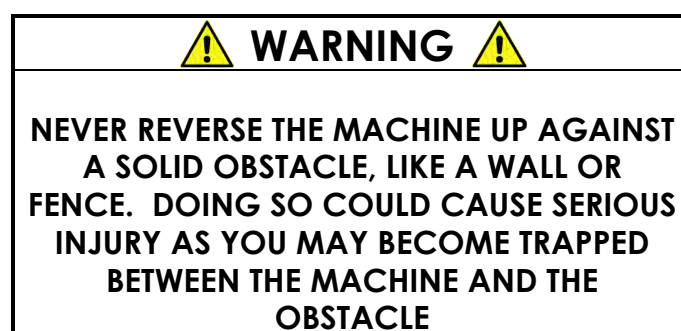 WARNING
NEVER REVERSE THE MACHINE UP AGAINST
A SOLID OBSTACLE, LIKE A WALL OR
FENCE.  DOING SO COULD CAUSE SERIOUS
INJURY AS YOU MAY BECOME TRAPPED
BETWEEN THE MACHINE AND THE
OBSTACLE